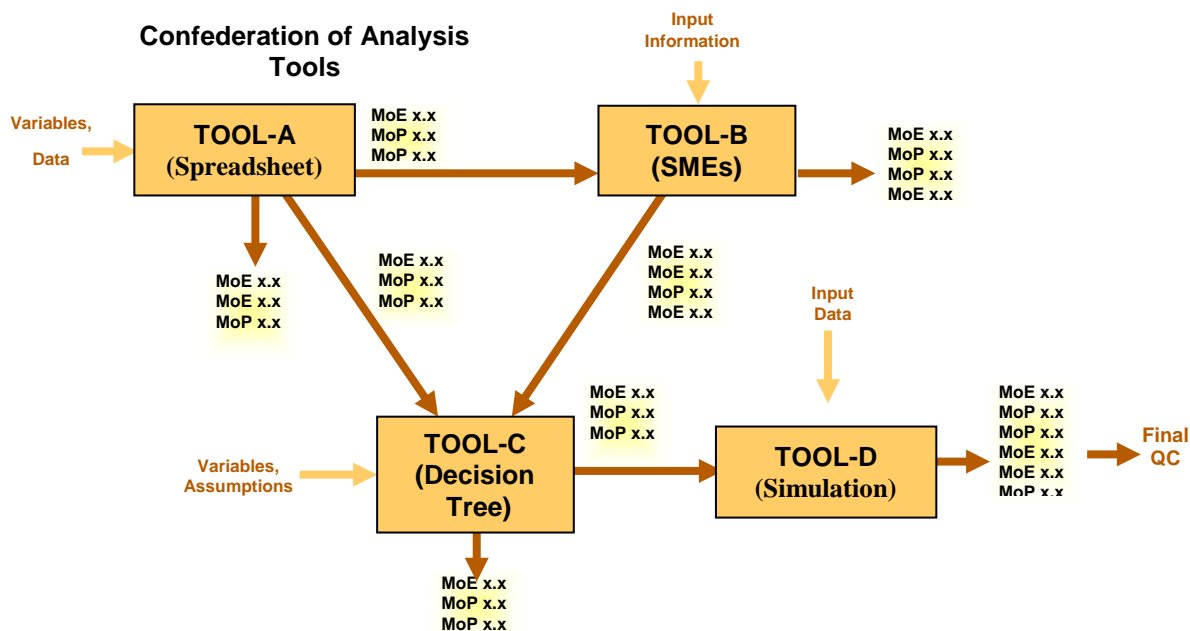 Confederation of Analysis
Tools
Input
Information
Variables,
Data
TOOL-A
(Spreadsheet)
MoE x.x
MoP x.x
MoP x.x
TOOL-B
(SMEs)
MoE x.x
MoP x.x
MoP x.x
MoE x.x
MoE x.x
MoE x.x
MoP x.x
MoE x.x
MoP x.x
MoP x.x
MoE x.x
MoE x.x
MoP x.x
MoE x.x
Input
Data
Variables,
Assumptions
TOOL-C
(Decision
Tree)
MoE x.x
MoP x.x
MoP x.x
TOOL-D
(Simulation)
MoE x.x
MoP x.x
MoP x.x
MoE x.x
MoE x.x
MoP x.x
Final
QC
MoE x.x
MoP x.x
MoP x.x